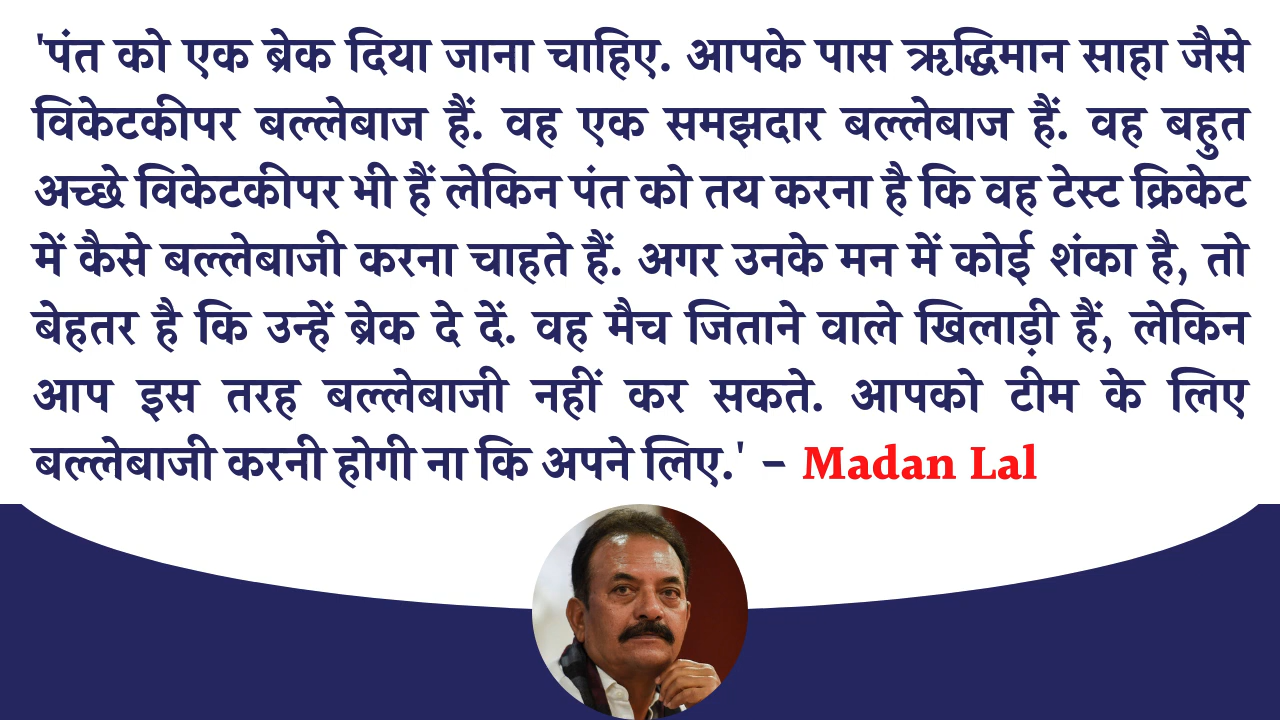 'पंत को एक ब्रेक दिया जाना चाहिए. आपके पास ऋद्धिमान साहा जैसे
विकेटकीपर बल्लेबाज हैं. वह एक समझदार बल्लेबाज हैं. वह बहुत
अच्छे विकेटकीपर भी हैं लेकिन पंत को तय करना है कि वह टेस्ट क्रिकेट
में कैसे बल्लेबाजी करना चाहते हैं. अगर उनके मन में कोई शंका है, तो
बेहतर है कि उन्हें ब्रेक दे दें. वह मैच जिताने वाले खिलाड़ी हैं, लेकिन
आप इस तरह बल्लेबाजी नहीं कर सकते. आपको टीम के लिए
बल्लेबाजी करनी होगी ना कि अपने लिए.' – Madan Lal